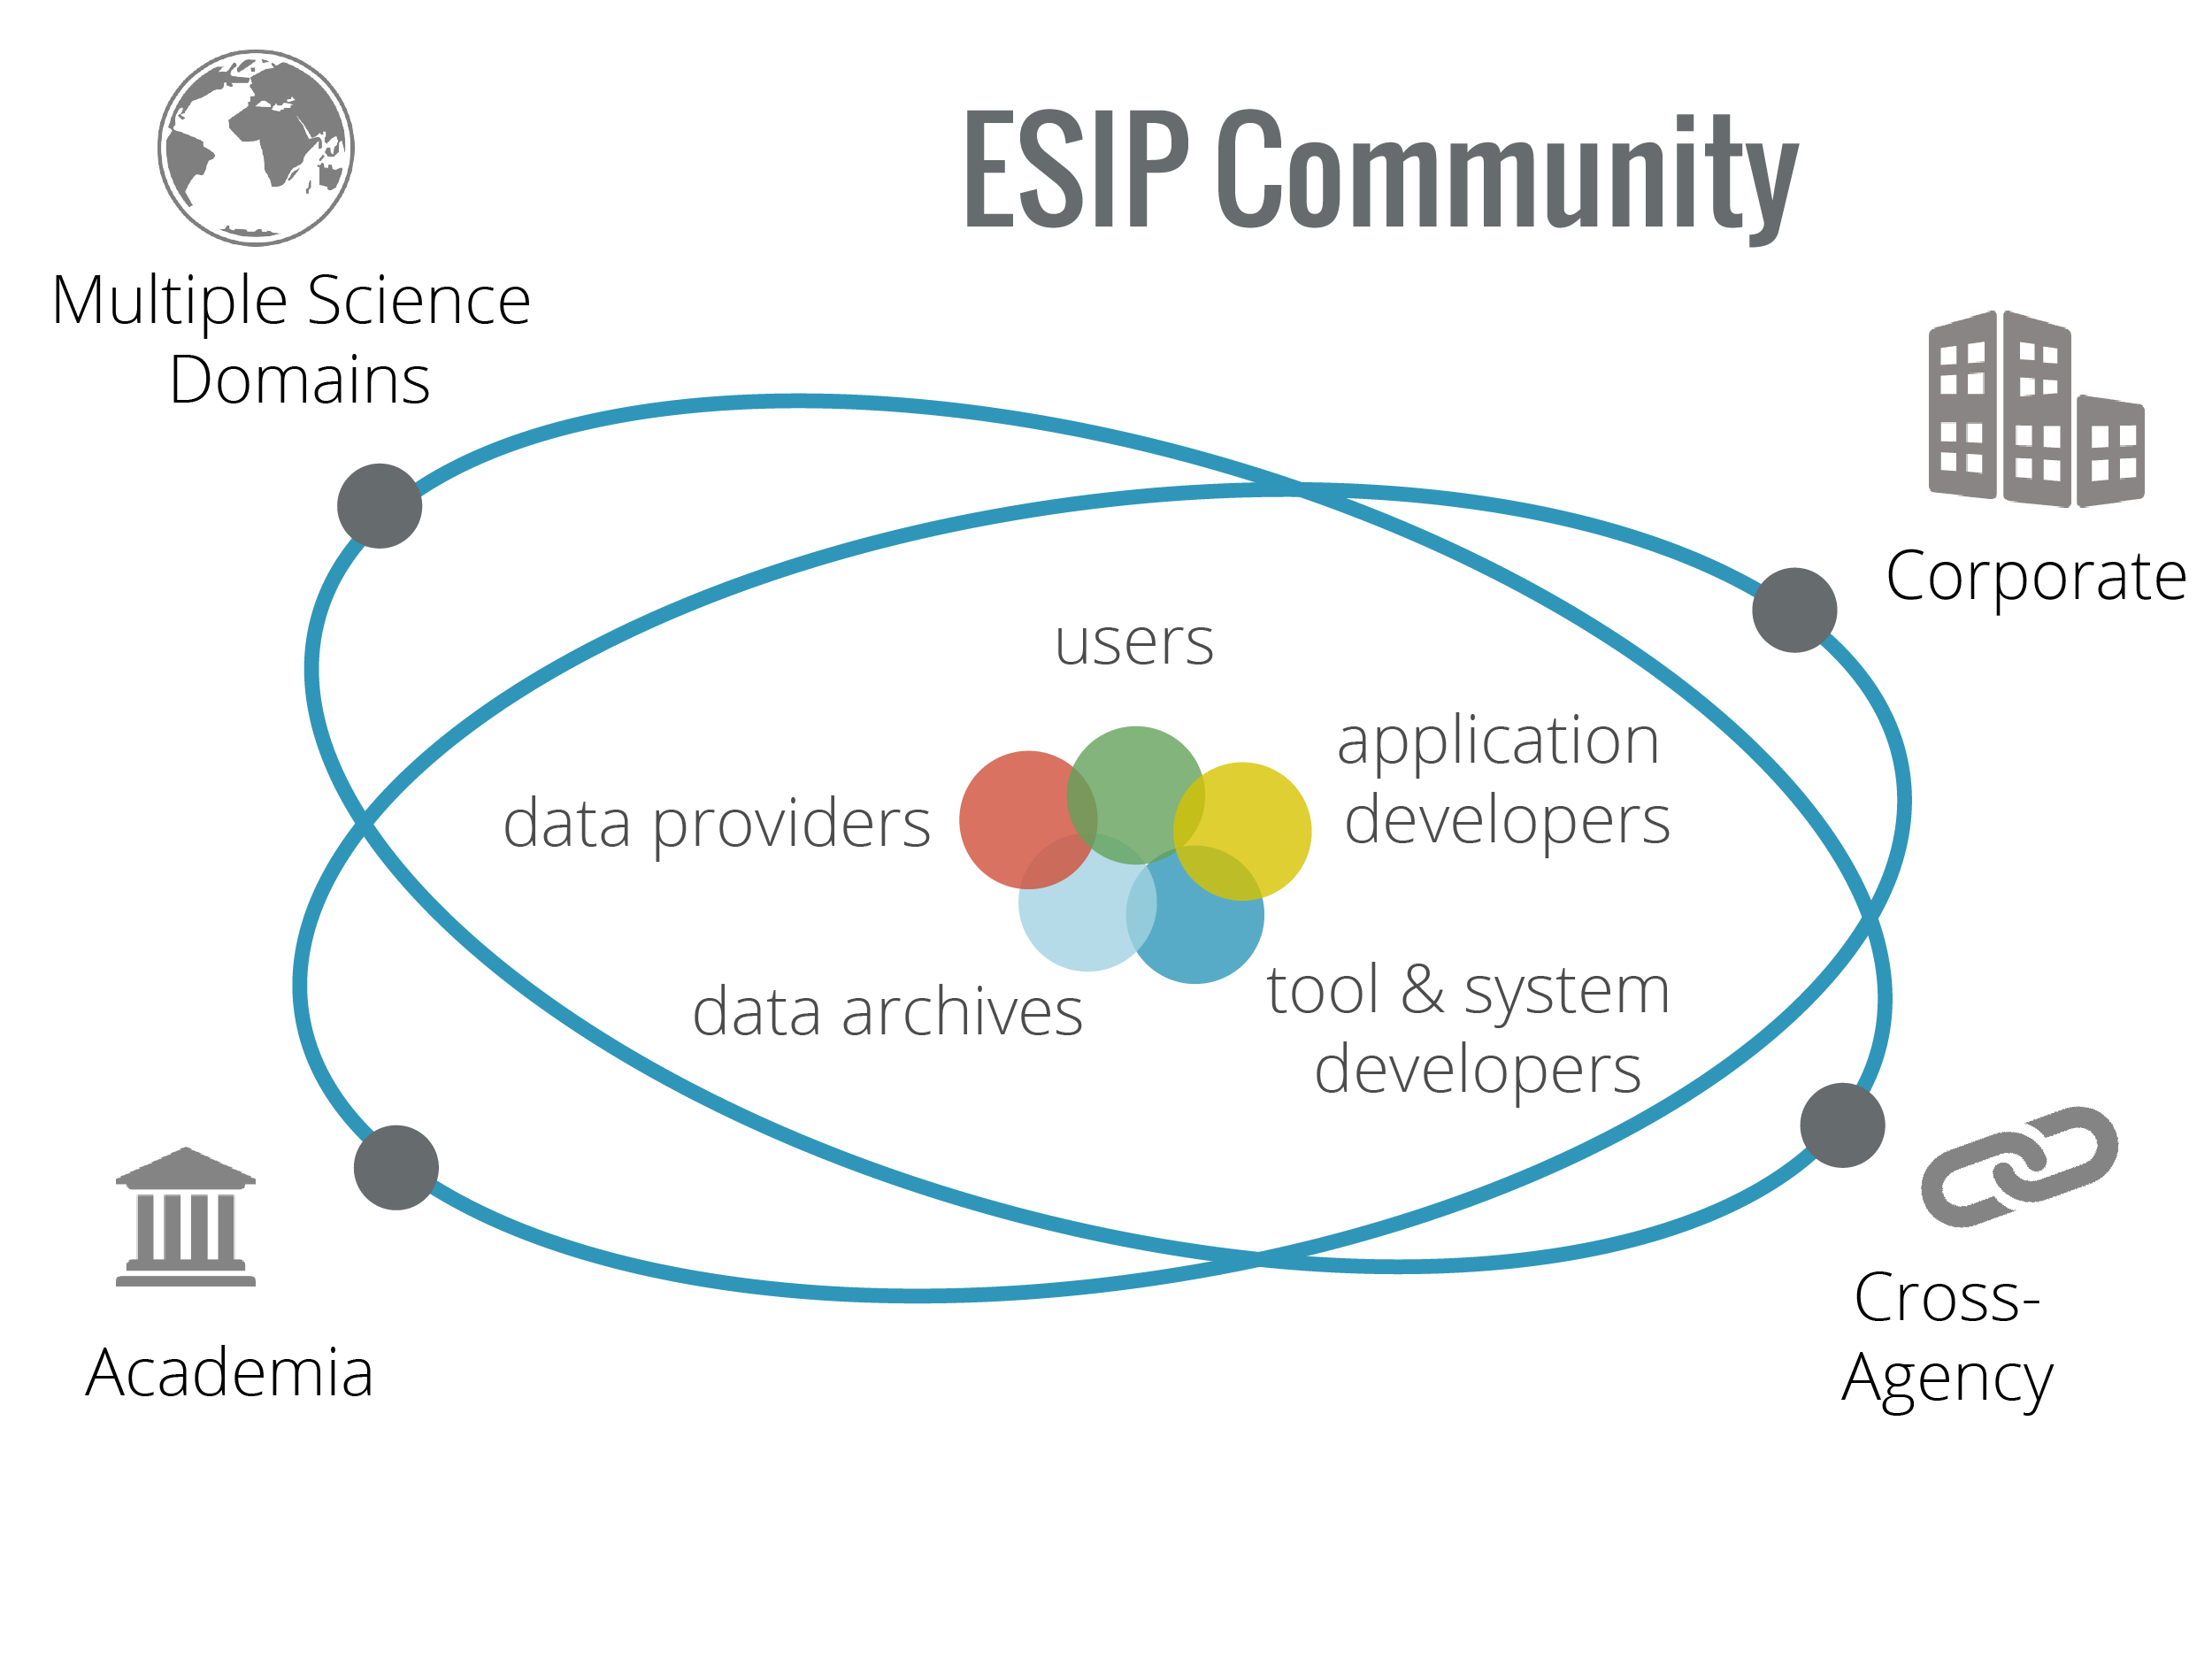 ESIP Community
Multiple Science
Domains
Corporate
users
application
developers
data providers
data archives
tool & system
developers
Academia
Cross-
Agency